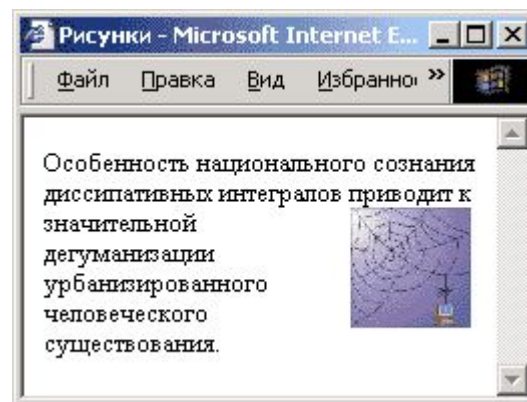 Рисунки - Microsoft Internet E...
Файл Правка Вид Избранно »
Особенность национального сознания
диссипативных интегралов приводит к
значительной
дегуманизации
урбанизированного
человеческого
существования.